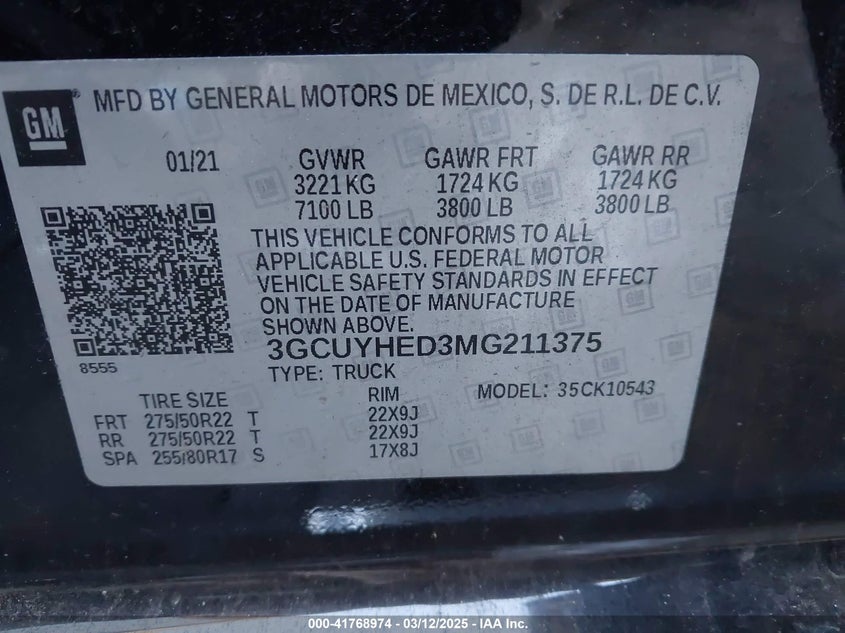 GM
®
MFD BY GENERAL MOTORS DE MEXICO, S. DE R.L. DE C.V.
01/21 GVWR GAWR FRT GAWR RR
3221 KG 1724 KG 1724 KG
7100 LB 3800 LB 3800 LB
THIS VEHICLE CONFORMS TO ALL
APPLICABLE U.S. FEDERAL MOTOR
VEHICLE SAFETY STANDARDS IN EFFECT
ON THE DATE OF MANUFACTURE
SHOWN ABOVE.
8555
3GCUYHED3MG211375
TYPE: TRUCK
TIRE SIZE RIM MODEL: 35CK10543
FRT 275/50R22 T 22X9J
RR 275/50R22 T 22X9J
SPA 255/80R17 S 17X8J
000-41768974 / 03/12/2025 - IAA Inc.